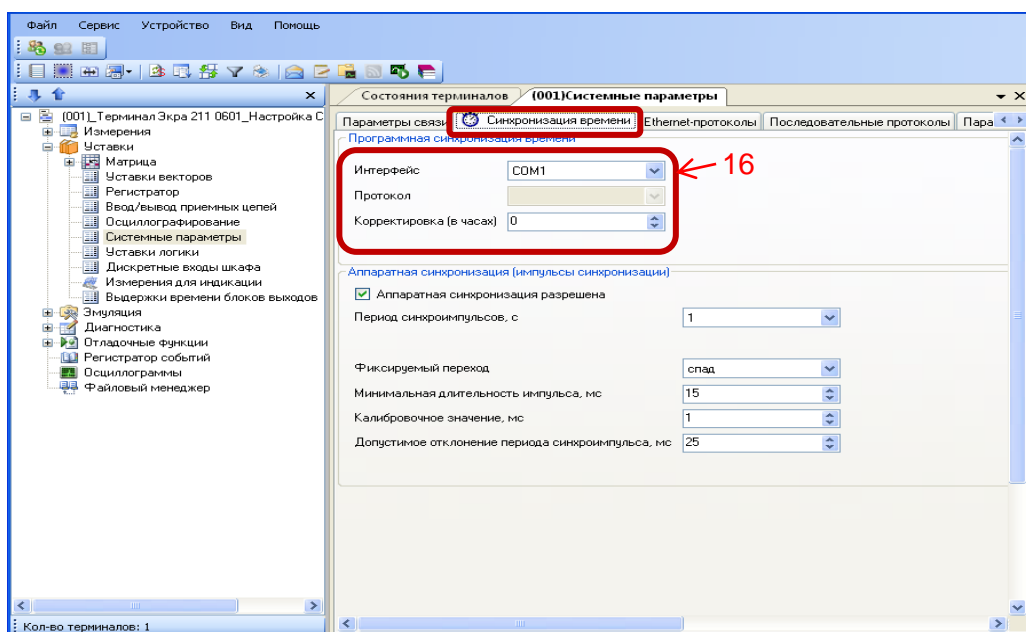 Файл Сервис Устройство Вид Помощь
Состояния терминалов (001)Системные параметры
(001)_Терминал Экра 211 0601_Настройка С
Измерения
Уставки
Матрица
Уставки векторов
Регистратор
Ввод/вывод приемных цепей
Осциллографирование
Системные параметры
Уставки логики
Дискретные входы шкафа
Измерения для индикации
Выдержки времени блоков выходов
Эмуляция
Диагностика
Отладочные функции
Регистратор событий
Осциллограммы
Файловый менеджер
Кол-во терминалов: 1
Параметры связи Синхронизация времени Ethernet-протоколы Последовательные протоколы Пара
Программная синхронизация времени
Интерфейс COM1
16
Протокол
Корректировка (в часах) 0
Аппаратная синхронизация (импульсы синхронизации)
Аппаратная синхронизация разрешена
Период синхроимпульсов, с 1
Фиксируемый переход спад
Минимальная длительность импульса, мс 15
Калибровочное значение, мс 1
Допустимое отклонение периода синхроимпульса, мс 25